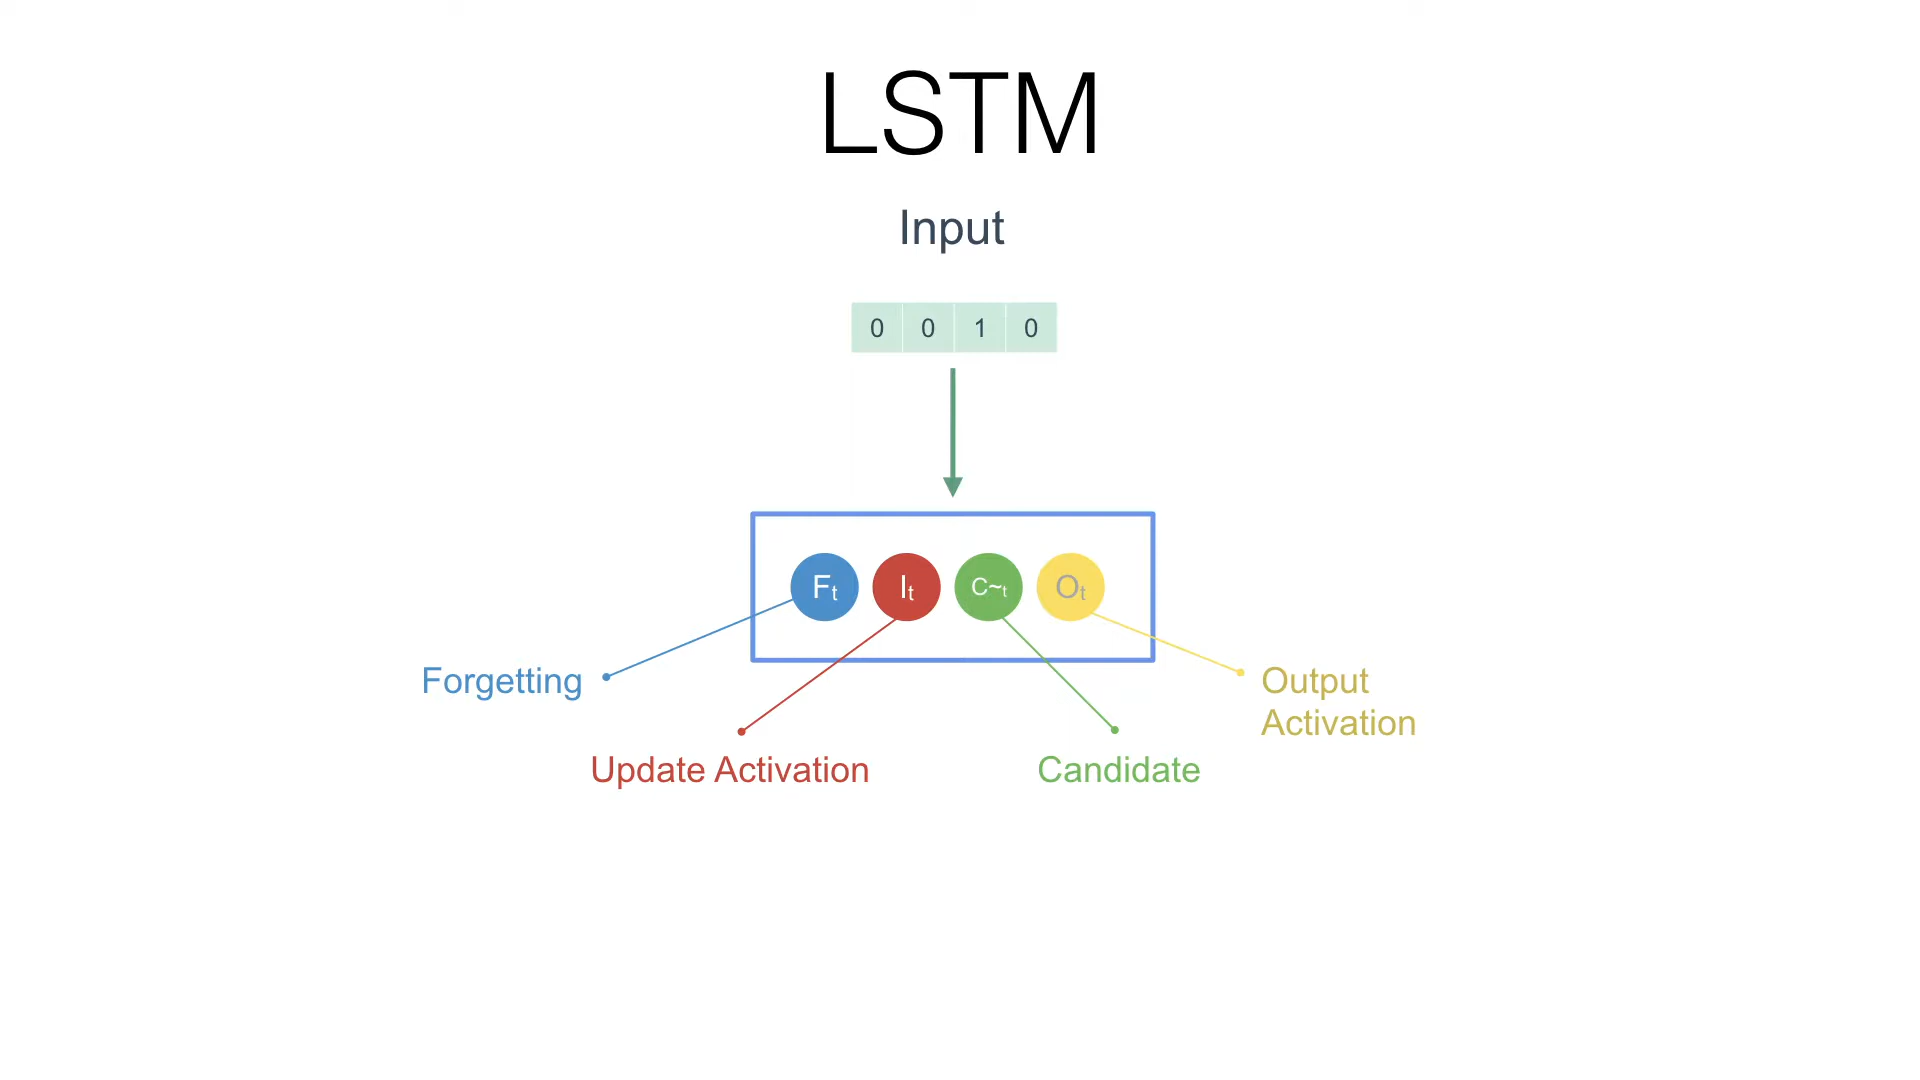 LSTM
Input
0 0 1 0
Ft It C~t Ot
Forgetting
Output
Activation
Update Activation
Candidate